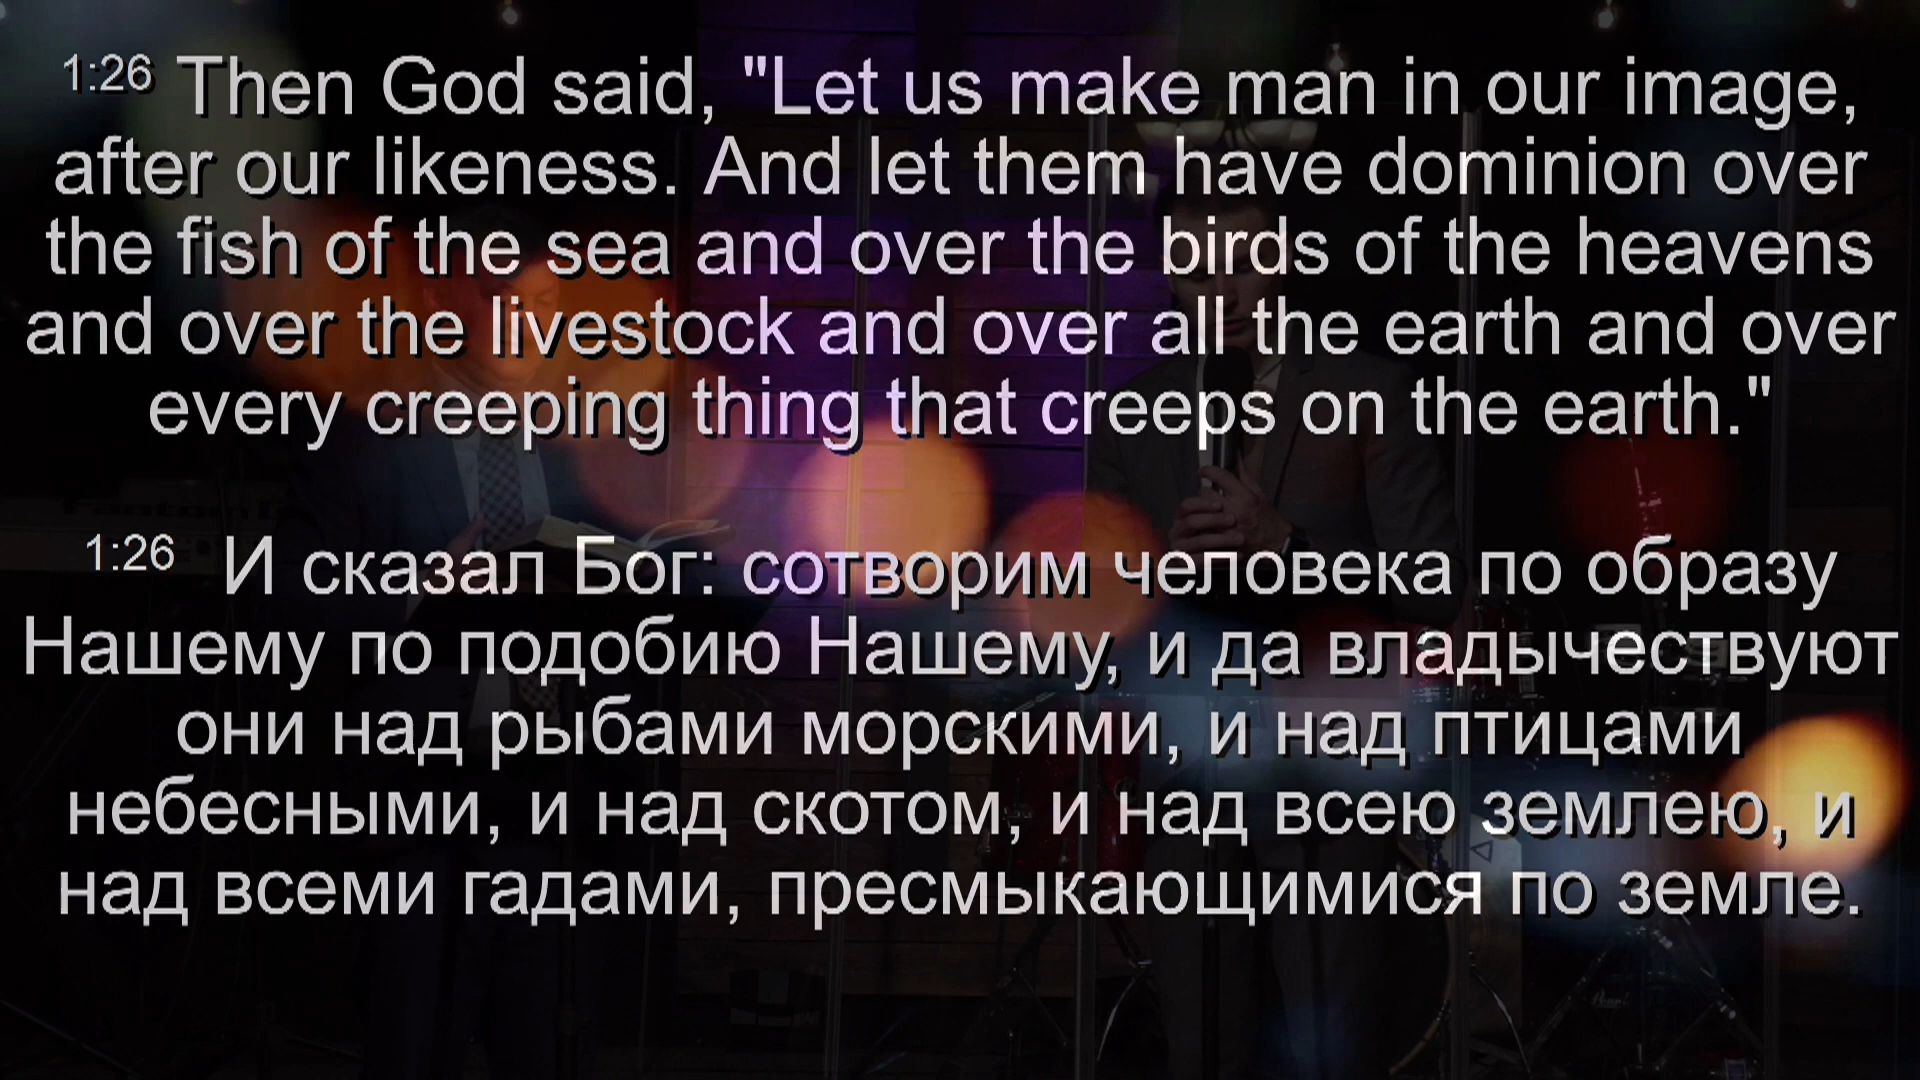 1:26 Then God said, "Let us make man in our image,
after our likeness. And let them have dominion over
the fish of the sea and over the birds of the heavens
and over the livestock and over all the earth and over
every creeping thing that creeps on the earth."
1:26 И сказал Бог: сотворим человека по образу
Нашему по подобию Нашему, и да владычествуют
они над рыбами морскими, и над птицами
небесными, и над скотом, и над всею землею, и
над всеми гадами, пресмыкающимися по земле.